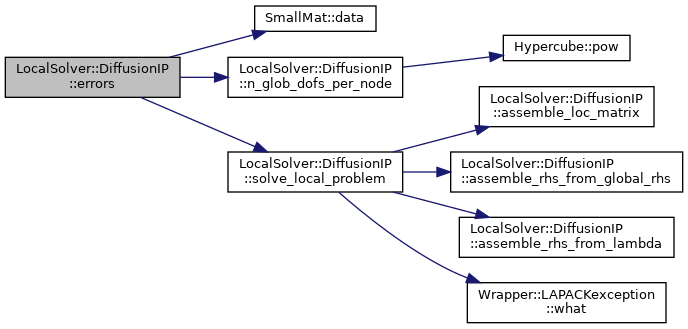 SmallMat::data
LocalSolver::DiffusionIP
::errors
LocalSolver::DiffusionIP
::n_glob_dofs_per_node
Hypercube::pow
LocalSolver::DiffusionIP
::assemble_loc_matrix
LocalSolver::DiffusionIP
::solve_local_problem
LocalSolver::DiffusionIP
::assemble_rhs_from_global_rhs
LocalSolver::DiffusionIP
::assemble_rhs_from_lambda
Wrapper::LAPACKexception
::what